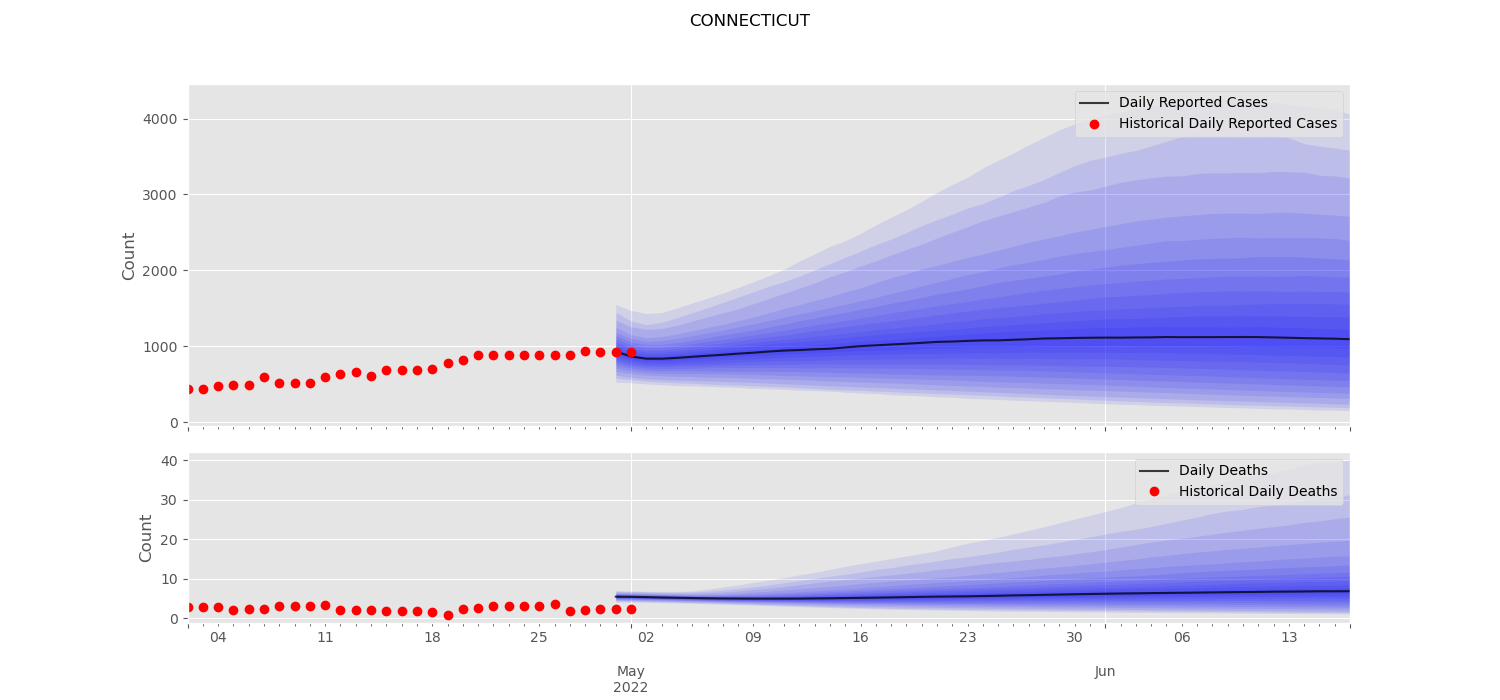 CONNECTICUT
Daily Reported Cases
Historical Daily Reported Cases
4000
3000
2000
1000
0
Count
Daily Deaths
Historical Daily Deaths
40
30
20
10
0
Count
04 11 18 25 02 09 16 23 30 06 13
May Jun
2022